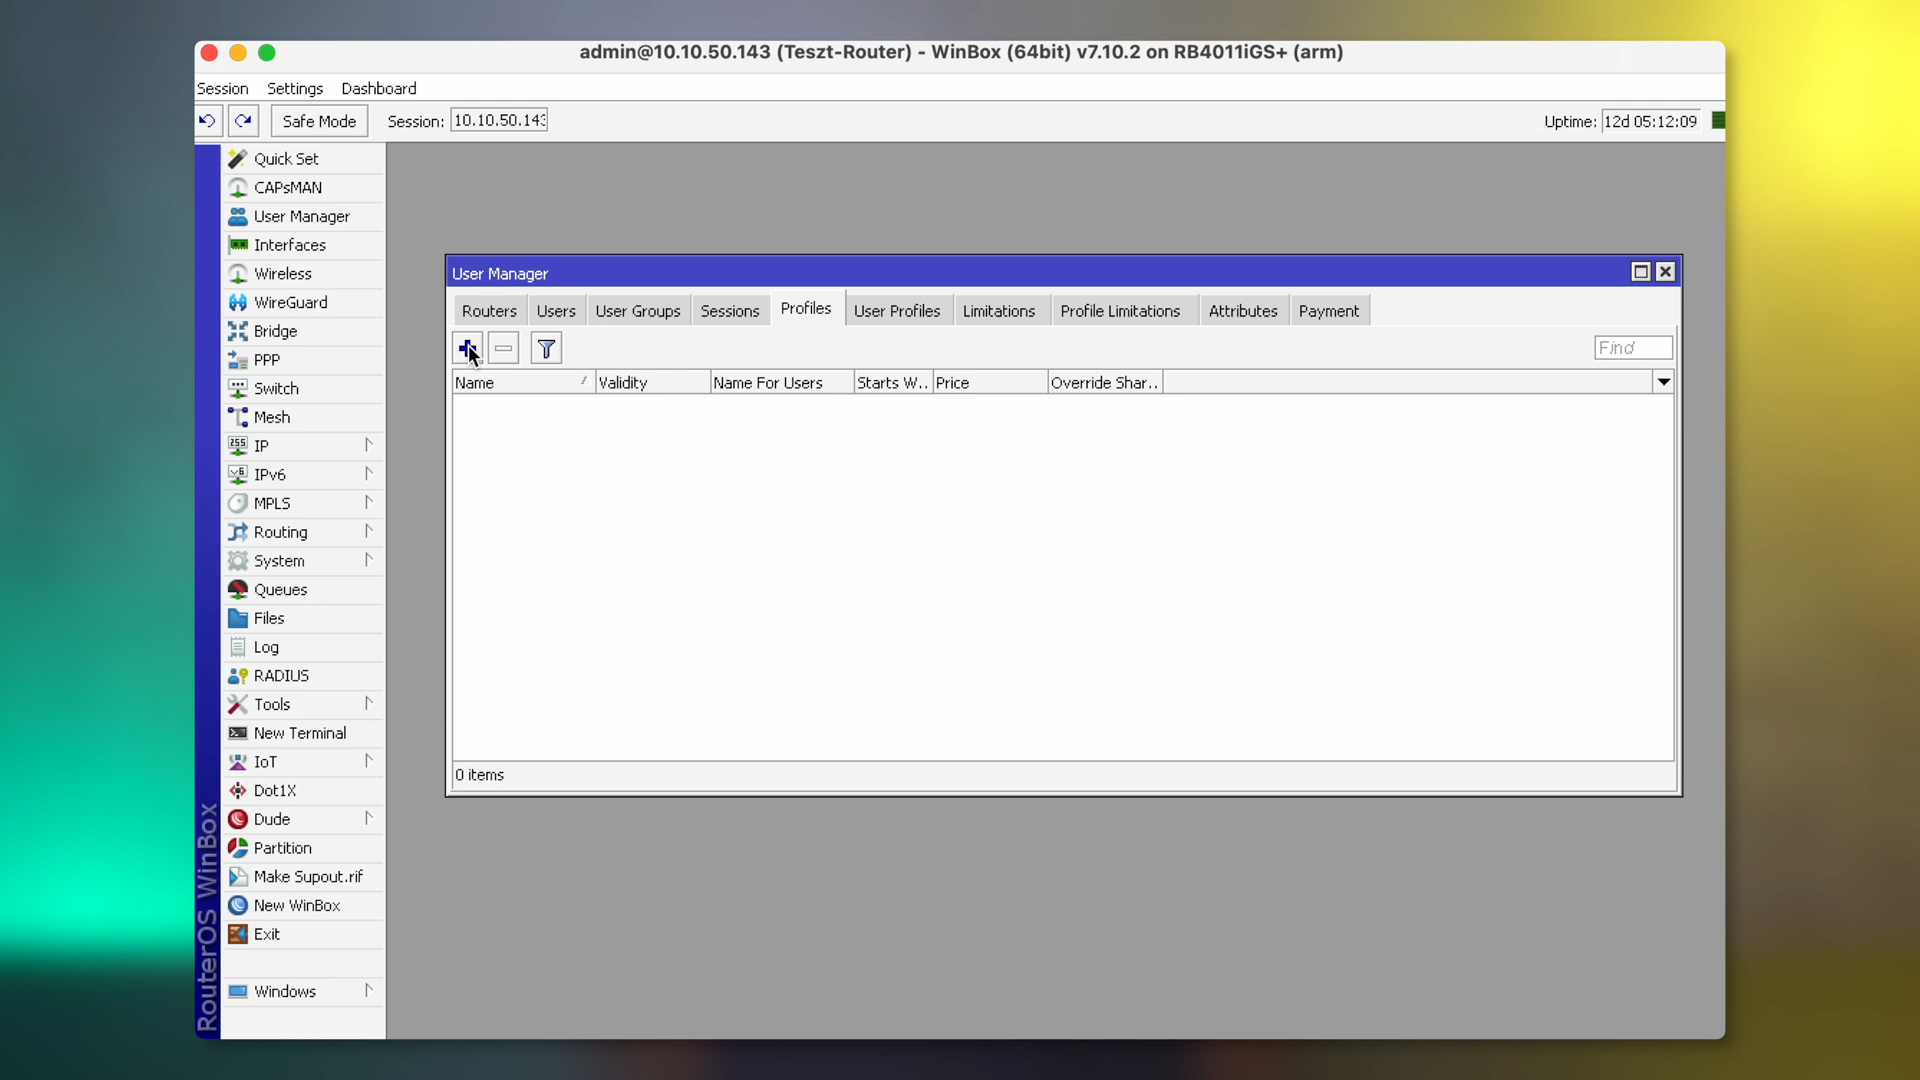 admin@10.10.50.143 (Teszt-Router) - WinBox (64bit) v7.10.2 on RB4011iGS+ (arm)
Session Settings Dashboard
Safe Mode Session: 10.10.50.143 Uptime: 12d 05:12:09
Quick Set
CAPsMAN
User Manager
Interfaces
Wireless
WireGuard
Bridge
PPP
Switch
Mesh
255 IP
v6 IPv6
MPLS
Routing
System
Queues
Files
Log
RADIUS
Tools
New Terminal
IoT
Dot1X
Dude
Partition
Make Supout.rif
New WinBox
Exit
Windows
RouterOS WinBox
User Manager
Routers Users User Groups Sessions Profiles User Profiles Limitations Profile Limitations Attributes Payment
Find
Name Validity Name For Users Starts W.. Price Override Shar..
0 items